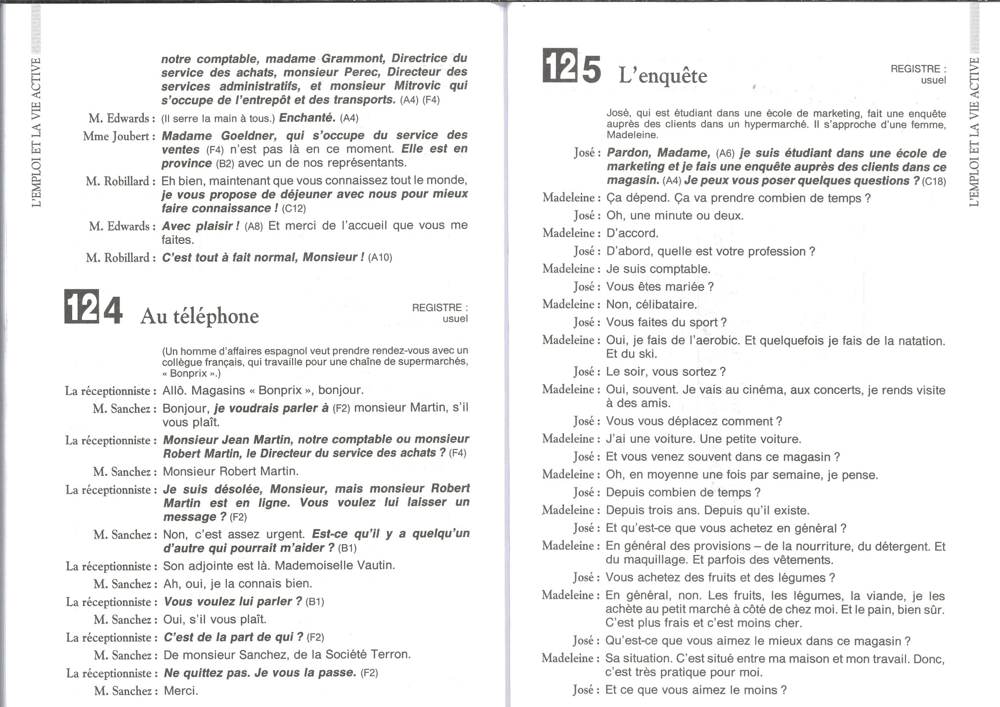 L'EMPLOI ET LA VIE ACTIVE
notre comptable, madame Grammont, Directrice du
service des achats, monsieur Perec, Directeur des
services administratifs, et monsieur Mitrovic qui
s'occupe de l'entrepôt et des transports. (A4) (F4)
M. Edwards : (Il serre la main à tous.) Enchanté. (A4)
Mme Joubert : Madame Goeldner, qui s'occupe du service des
ventes (F4) n'est pas là en ce moment. Elle est en
province (B2) avec un de nos représentants.
M. Robillard : Eh bien, maintenant que vous connaissez tout le monde,
je vous propose de déjeuner avec nous pour mieux
faire connaissance ! (C12)
M. Edwards : Avec plaisir ! (A8) Et merci de l'accueil que vous me
faites.
M. Robillard : C'est tout à fait normal, Monsieur ! (A10)
12 4 Au téléphone
REGISTRE :
usuel
(Un homme d'affaires espagnol veut prendre rendez-vous avec un
collègue français, qui travaille pour une chaîne de supermarchés,
« Bonprix ».)
La réceptionniste : Allô. Magasins « Bonprix », bonjour.
M. Sanchez : Bonjour, je voudrais parler à (F2) monsieur Martin, s'il
vous plaît.
La réceptionniste : Monsieur Jean Martin, notre comptable ou monsieur
Robert Martin, le Directeur du service des achats ? (F4)
M. Sanchez : Monsieur Robert Martin.
La réceptionniste : Je suis désolée, Monsieur, mais monsieur Robert
Martin est en ligne. Vous voulez lui laisser un
message ? (F2)
M. Sanchez : Non, c'est assez urgent. Est-ce qu'il y a quelqu'un
d'autre qui pourrait m'aider ? (B1)
La réceptionniste : Son adjointe est là. Mademoiselle Vautin.
M. Sanchez : Ah, oui, je la connais bien.
La réceptionniste : Vous voulez lui parler ? (B1)
M. Sanchez : Oui, s'il vous plaît.
La réceptionniste : C'est de la part de qui ? (F2)
M. Sanchez : De monsieur Sanchez, de la Société Terron.
La réceptionniste : Ne quittez pas. Je vous la passe. (F2)
M. Sanchez : Merci.
12 5 L'enquête
REGISTRE :
usuel
L'EMPLOI ET LA VIE ACTIVE
José, qui est étudiant dans une école de marketing, fait une enquête
auprès des clients dans un hypermarché. Il s'approche d'une femme,
Madeleine.
José : Pardon, Madame, (A6) je suis étudiant dans une école de
marketing et je fais une enquête auprès des clients dans ce
magasin. (A4) Je peux vous poser quelques questions ? (C18)
Madeleine : Ça dépend. Ça va prendre combien de temps ?
José : Oh, une minute ou deux.
Madeleine : D'accord.
José : D'abord, quelle est votre profession ?
Madeleine : Je suis comptable.
José : Vous êtes mariée ?
Madeleine : Non, célibataire.
José : Vous faites du sport ?
Madeleine : Oui, je fais de l'aerobic. Et quelquefois je fais de la natation.
Et du ski.
José : Le soir, vous sortez ?
Madeleine : Oui, souvent. Je vais au cinéma, aux concerts, je rends visite
à des amis.
José : Vous vous déplacez comment ?
Madeleine : J'ai une voiture. Une petite voiture.
José : Et vous venez souvent dans ce magasin ?
Madeleine : Oh, en moyenne une fois par semaine, je pense.
José : Depuis combien de temps ?
Madeleine : Depuis trois ans. Depuis qu'il existe.
José : Et qu'est-ce que vous achetez en général ?
Madeleine : En général des provisions – de la nourriture, du détergent. Et
du maquillage. Et parfois des vêtements.
José : Vous achetez des fruits et des légumes ?
Madeleine : En général, non. Les fruits, les légumes, la viande, je les
achète au petit marché à côté de chez moi. Et le pain, bien sûr.
C'est plus frais et c'est moins cher.
José : Qu'est-ce que vous aimez le mieux dans ce magasin ?
Madeleine : Sa situation. C'est situé entre ma maison et mon travail. Donc,
c'est très pratique pour moi.
José : Et ce que vous aimez le moins ?